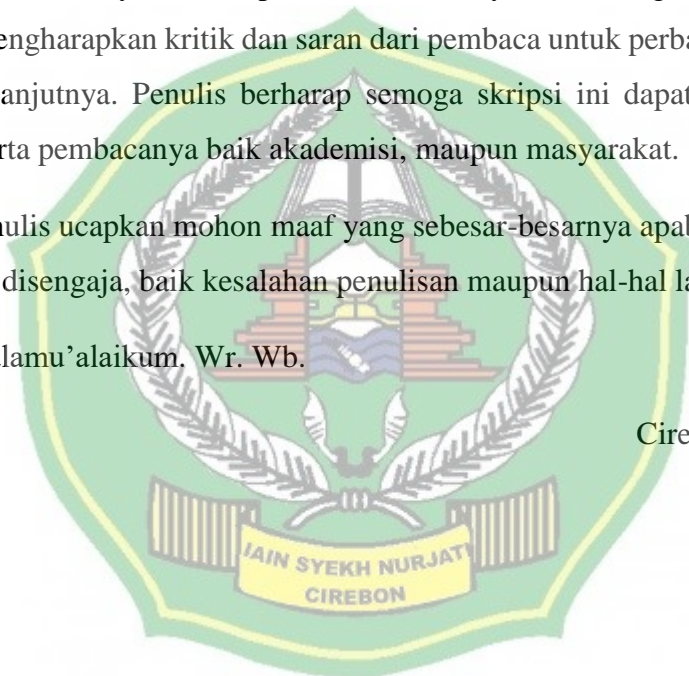 engharapkan kritik dan saran dari pembaca untuk perba
anjutnya. Penulis berharap semoga skripsi ini dapat
rta pembacanya baik akademisi, maupun masyarakat.
nulis ucapkan mohon maaf yang sebesar-besarnya apab
disengaja, baik kesalahan penulisan maupun hal-hal la
alamu’alaikum. Wr. Wb.
Cire
IAIN SYEKH NURJATI
CIREBON